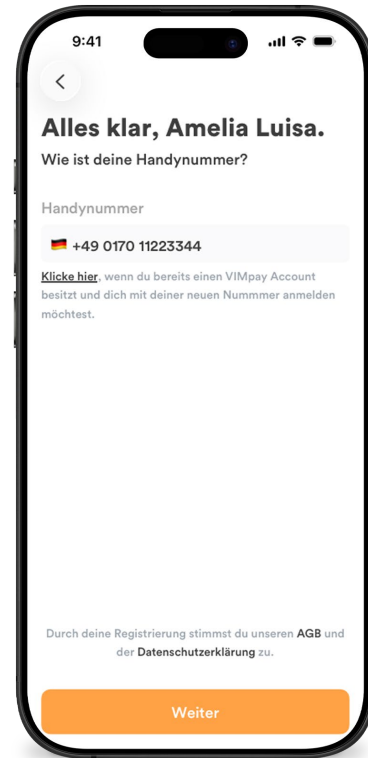 9:41
Alles klar, Amelia Luisa.
Wie ist deine Handynummer?
Handynummer
+49 0170 11223344
Klicke hier, wenn du bereits einen VIMpay Account
besitzt und dich mit deiner neuen Nummmer anmelden
möchtest.
Durch deine Registrierung stimmst du unseren AGB und
der Datenschutzerklärung zu.
Weiter